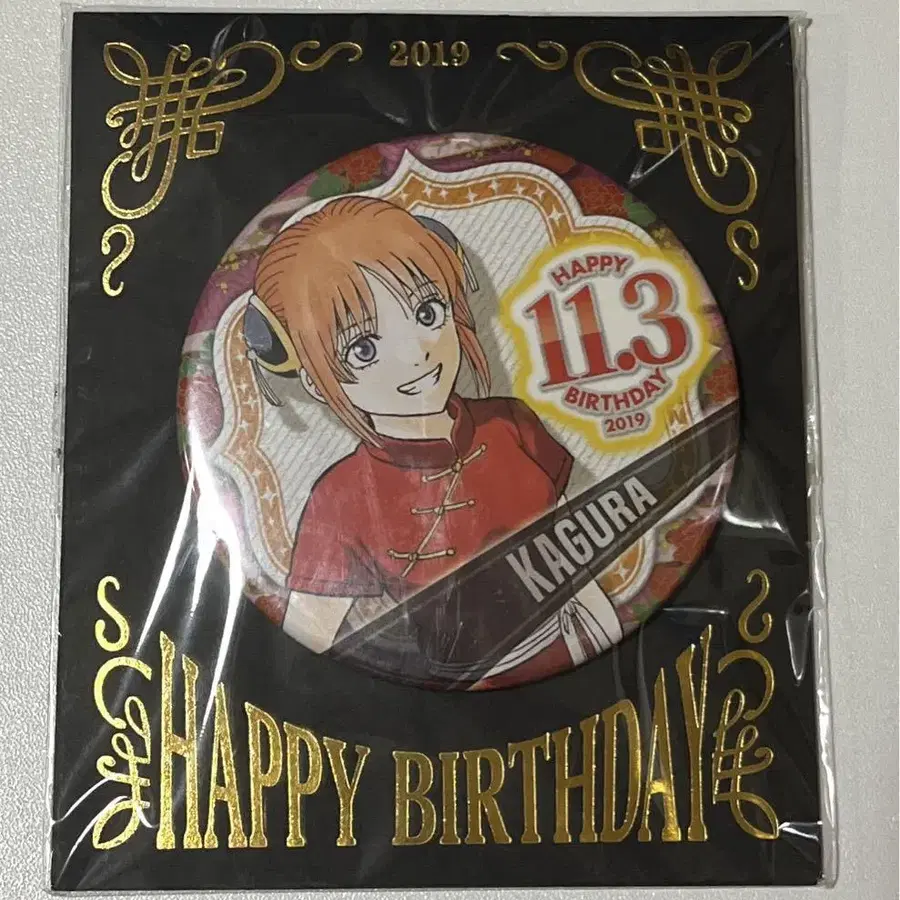 2019
HAPPY
11.3
BIRTHDAY
2019
KAGURA
HAPPY BIRTHDAY